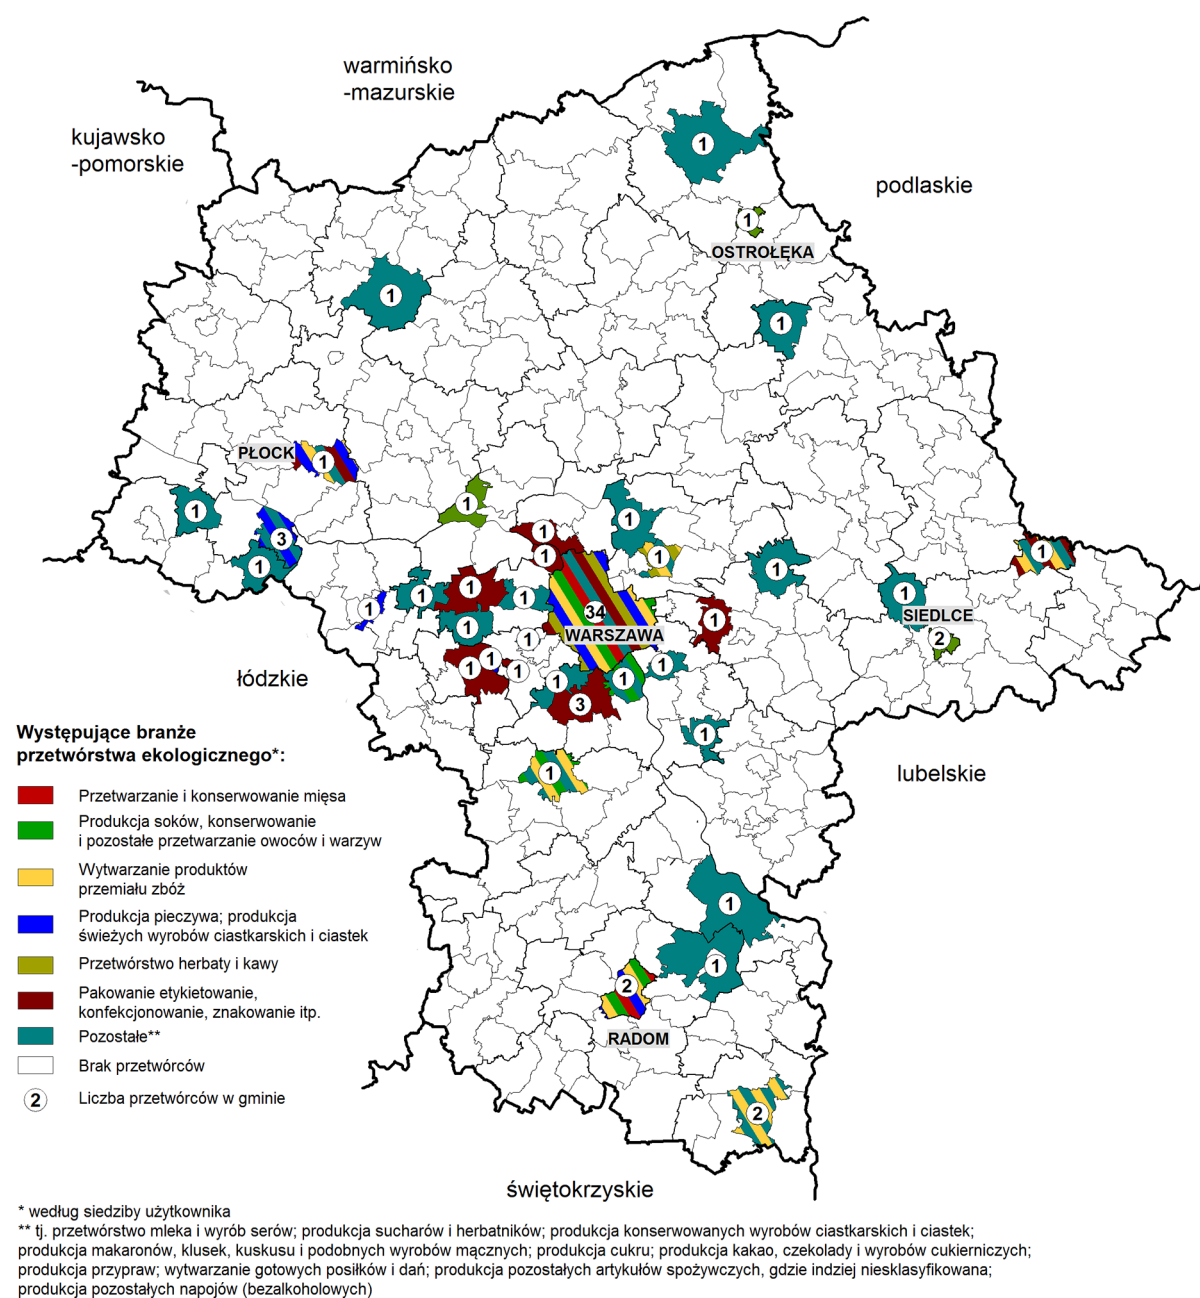 warmińsko
-mazurskie
kujawsko
-pomorskie
podlaskie
1
1
OSTROŁĘKA
1
1
PŁOCK
1
1
1
1
1
3
1
1
1
1
1
1
1
1
1
1
34
SIEDLCE
1
WARSZAWA
1
1
2
1
1
1
1
1
1
1
3
łódzkie
1
1
lubelskie
Występujące branże
przetwórstwa ekologicznego*:
Przetwarzanie i konserwowanie mięsa
Produkcja soków, konserwowanie
i pozostałe przetwarzanie owoców i warzyw
Wytwarzanie produktów
przemiału zbóż
Produkcja pieczywa; produkcja
świeżych wyrobów ciastkarskich i ciastek
Przetwórstwo herbaty i kawy
Pakowanie etykietowanie,
konfekcjonowanie, znakowanie itp.
Pozostałe**
Brak przetwórców
2 Liczba przetwórców w gminie
1
1
2
RADOM
2
świętokrzyskie
* według siedziby użytkownika
** tj. przetwórstwo mleka i wyrób serów; produkcja sucharów i herbatników; produkcja konserwowanych wyrobów ciastkarskich i ciastek;
produkcja makaronów, klusek, kuskusu i podobnych wyrobów mącznych; produkcja cukru; produkcja kakao, czekolady i wyrobów cukierniczych;
produkcja przypraw; wytwarzanie gotowych posiłków i dań; produkcja pozostałych artykułów spożywczych, gdzie indziej niesklasyfikowana;
produkcja pozostałych napojów (bezalkoholowych)